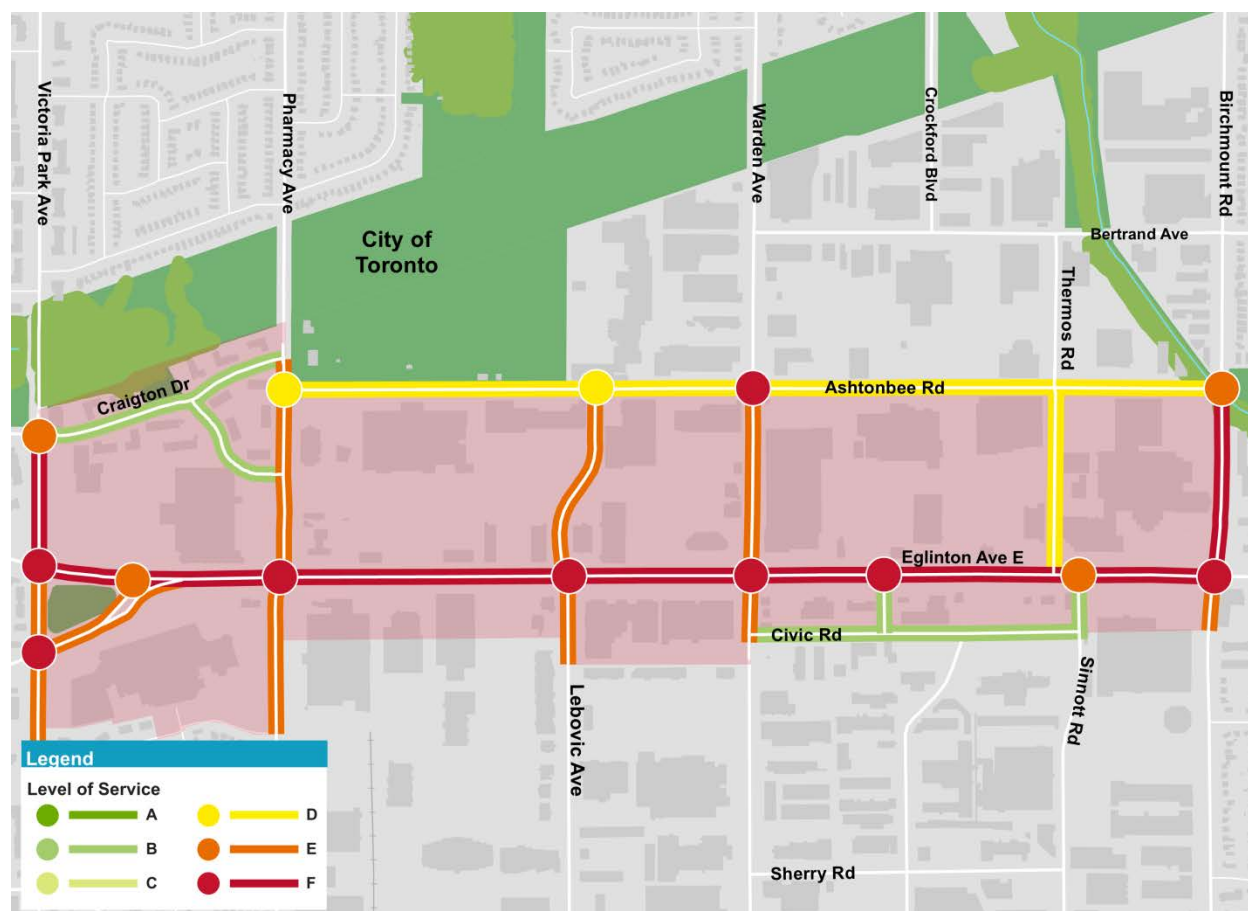 Victoria Park Ave
Pharmacy Ave
Warden Ave
Crockford Blvd
Birchmount Rd
Bertrand Ave
City of
Toronto
Thermos Rd
Craigton Dr
Ashtonbee Rd
Eglinton Ave E
Civic Rd
Lebovic Ave
Sinnott Rd
Sherry Rd
Legend
Level of Service
A
D
B
E
C
F